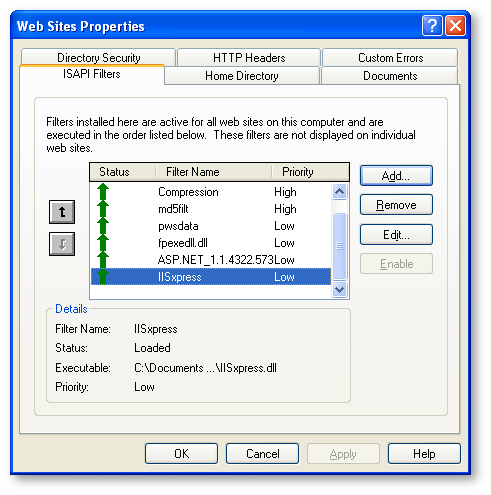 Web Sites Properties
Directory Security HTTP Headers Custom Errors
ISAPI Filters Home Directory Documents
Filters installed here are active for all web sites on this computer and are
executed in the order listed below. These filters are not displayed on individual
web sites.
Status Filter Name Priority
Compression High
md5filt High
pwsdata Low
fpexedll.dll Low
ASP.NET_1.1.4322.573 Low
IISxpress Low
Add...
Remove
Edit...
Enable
Details
Filter Name: IISxpress
Status: Loaded
Executable: C:\Documents ...\IISxpress.dll
Priority: Low
OK Cancel Apply Help